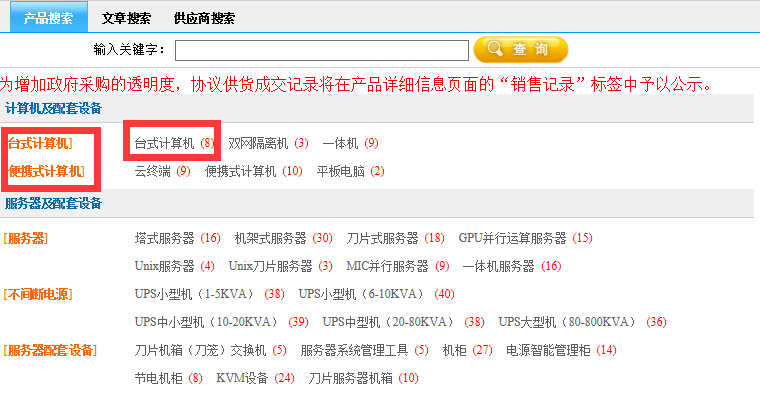 产品搜索 文章搜索 供应商搜索
输入关键字： 查 询
为增加政府采购的透明度，协议供货成交记录将在产品详细信息页面的“销售记录”标签中予以公示。
计算机及配套设备
台式计算机] 台式计算机 (8) 双网隔离机 (3) 一体机 (9)
便携式计算机] 云终端 (9) 便携式计算机 (10) 平板电脑 (2)
服务器及配套设备
[服务器] 塔式服务器 (16) 机架式服务器 (30) 刀片式服务器 (18) GPU并行运算服务器 (15)
Unix服务器 (4) Unix刀片服务器 (3) MIC并行服务器 (9) 一体机服务器 (16)
[不间断电源] UPS小型机（1-5KVA） (38) UPS小型机（6-10KVA） (40)
UPS中小型机（10-20KVA） (39) UPS中型机（20-80KVA） (38) UPS大型机（80-800KVA） (36)
[服务器配套设备] 刀片机箱（刀笼）交换机 (5) 服务器系统管理工具 (5) 机柜 (27) 电源智能管理柜 (14)
节电机柜 (8) KVM设备 (24) 刀片服务器机箱 (10)